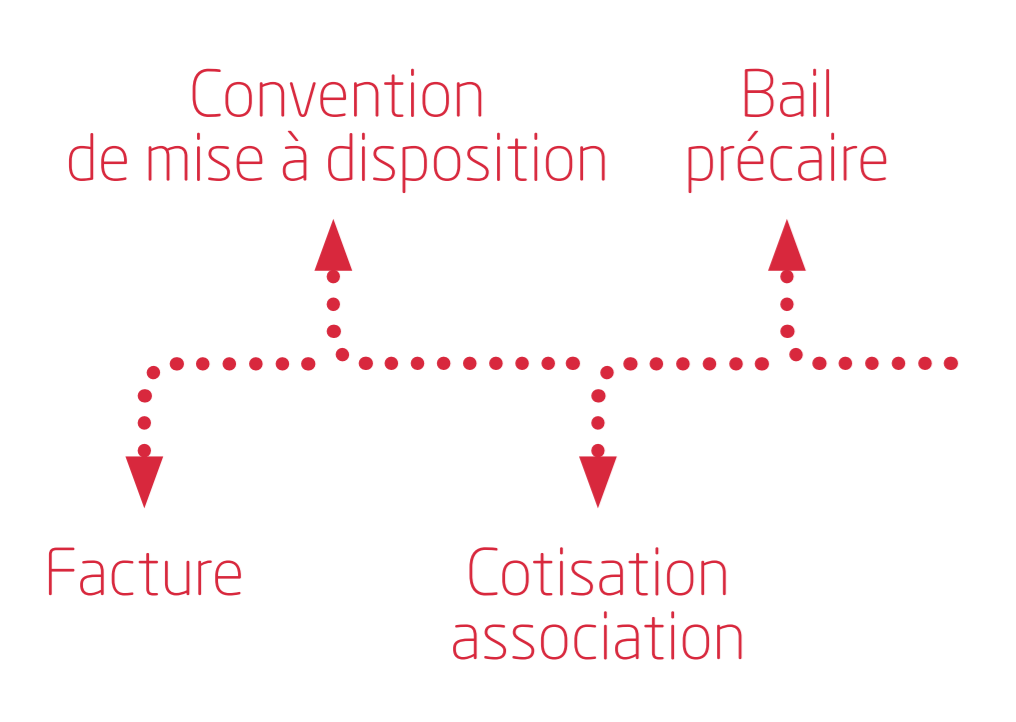 Convention
de mise à disposition
Bail
précaire
Facture
Cotisation
association